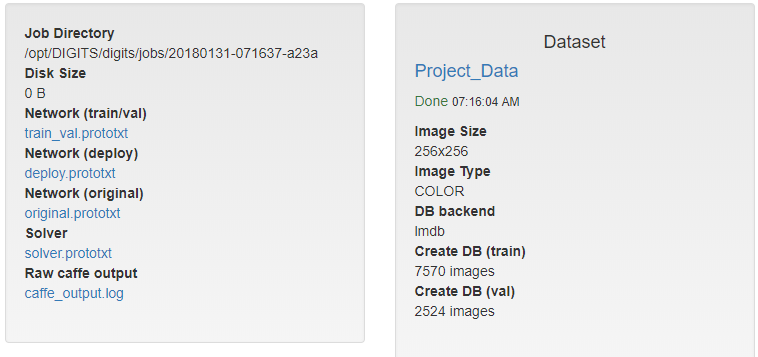 Job Directory
/opt/DIGITS/digits/jobs/20180131-071637-a23a
Disk Size
0 B
Network (train/val)
train_val.prototxt
Network (deploy)
deploy.prototxt
Network (original)
original.prototxt
Solver
solver.prototxt
Raw caffe output
caffe_output.log
Dataset
Project_Data
Done 07:16:04 AM
Image Size
256x256
Image Type
COLOR
DB backend
lmdb
Create DB (train)
7570 images
Create DB (val)
2524 images